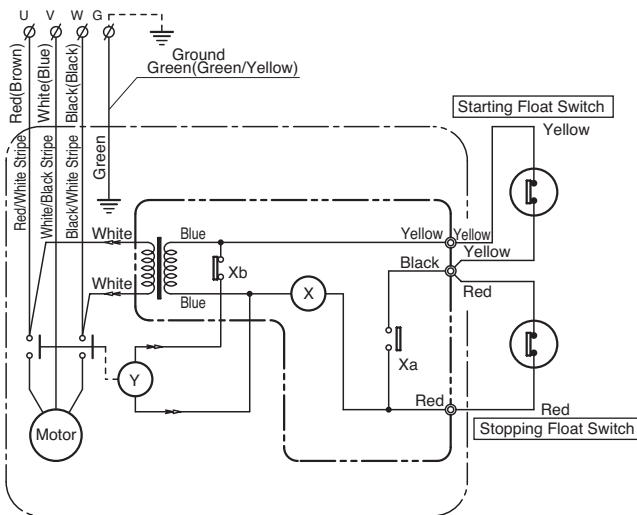 U V W G
Red(Brown)
White(Blue)
Black(Black)
Ground
Green(Green/Yellow)
Starting Float Switch
Yellow
Red/White Stripe
White/Black Stripe
Black/White Stripe
Green
White
Blue
Yellow
Yellow
Yellow
Xb
Black
White
Blue
X
Red
Xa
Y
Red
Red
Motor
Stopping Float Switch